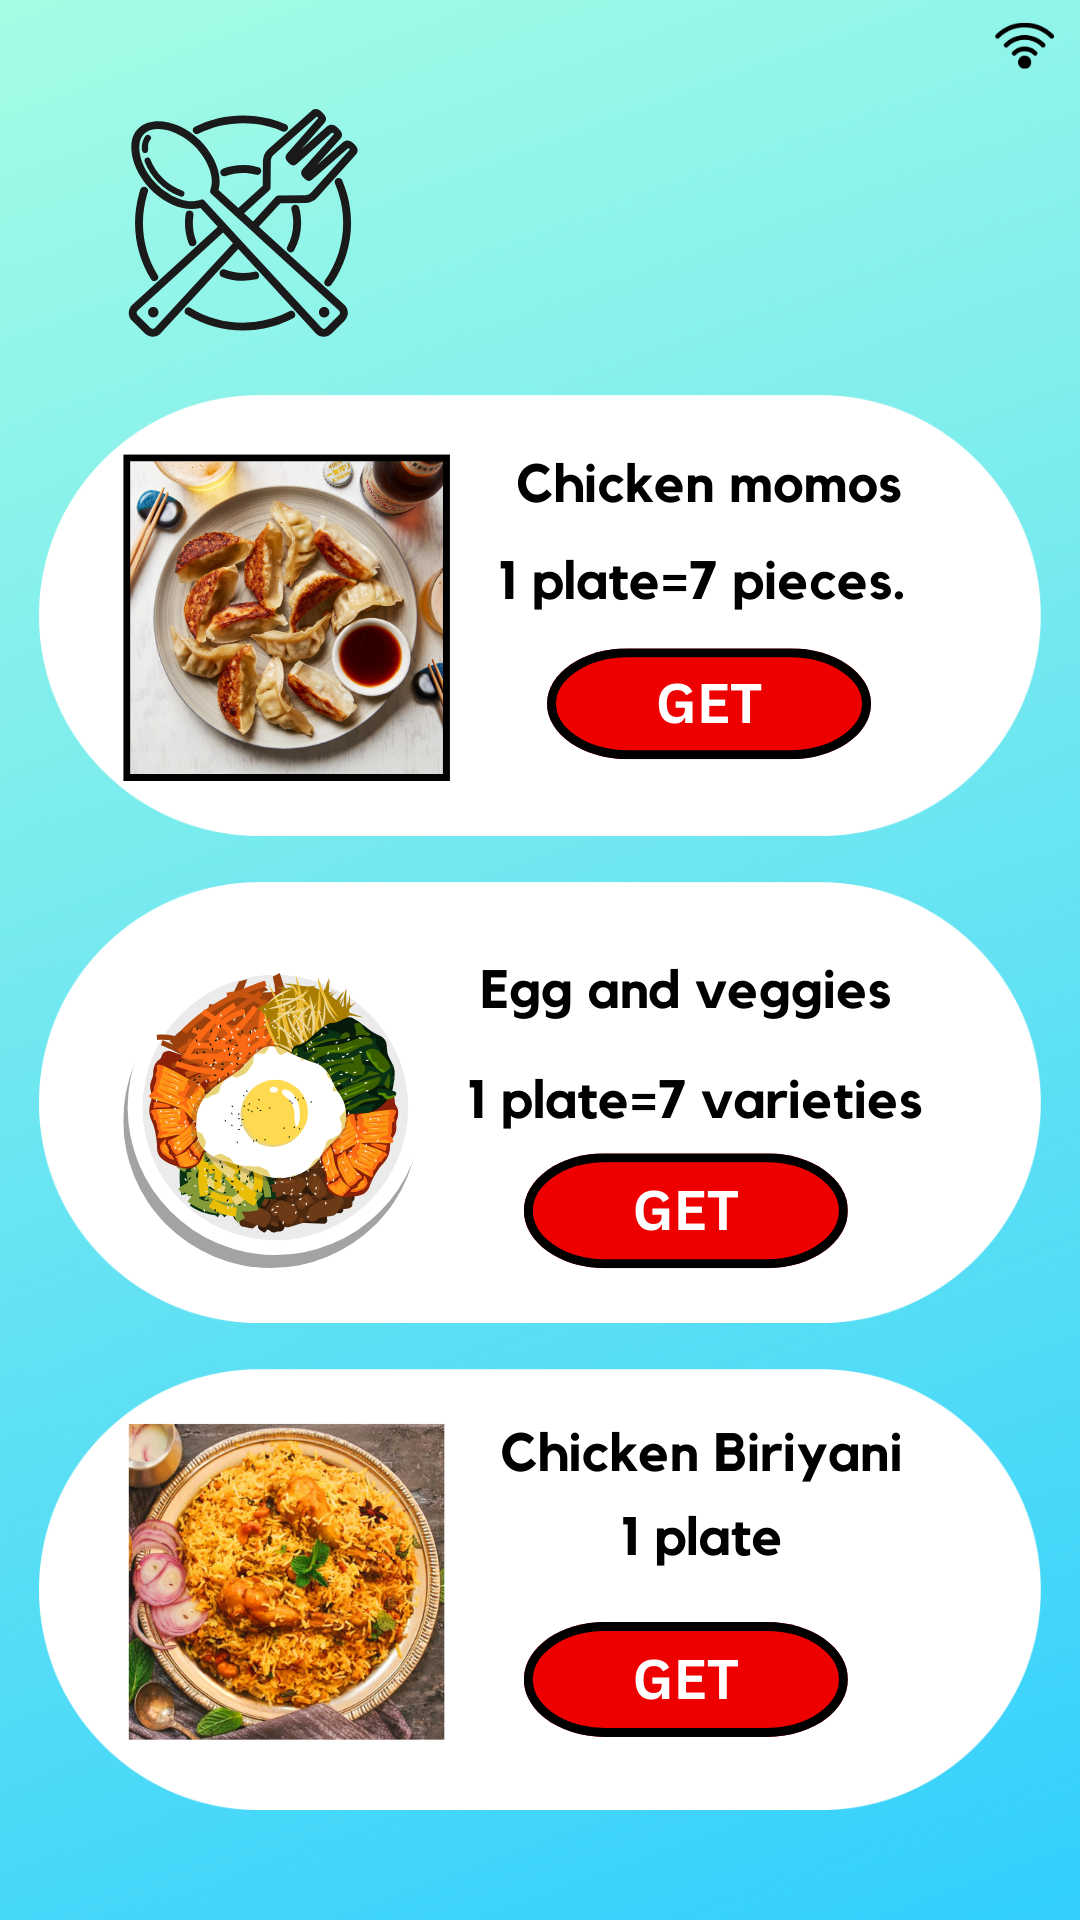 Chicken momos
1 plate=7 pieces.
GET
Egg and veggies
1 plate=7 varieties
GET
Chicken Biriyani
1 plate
GET